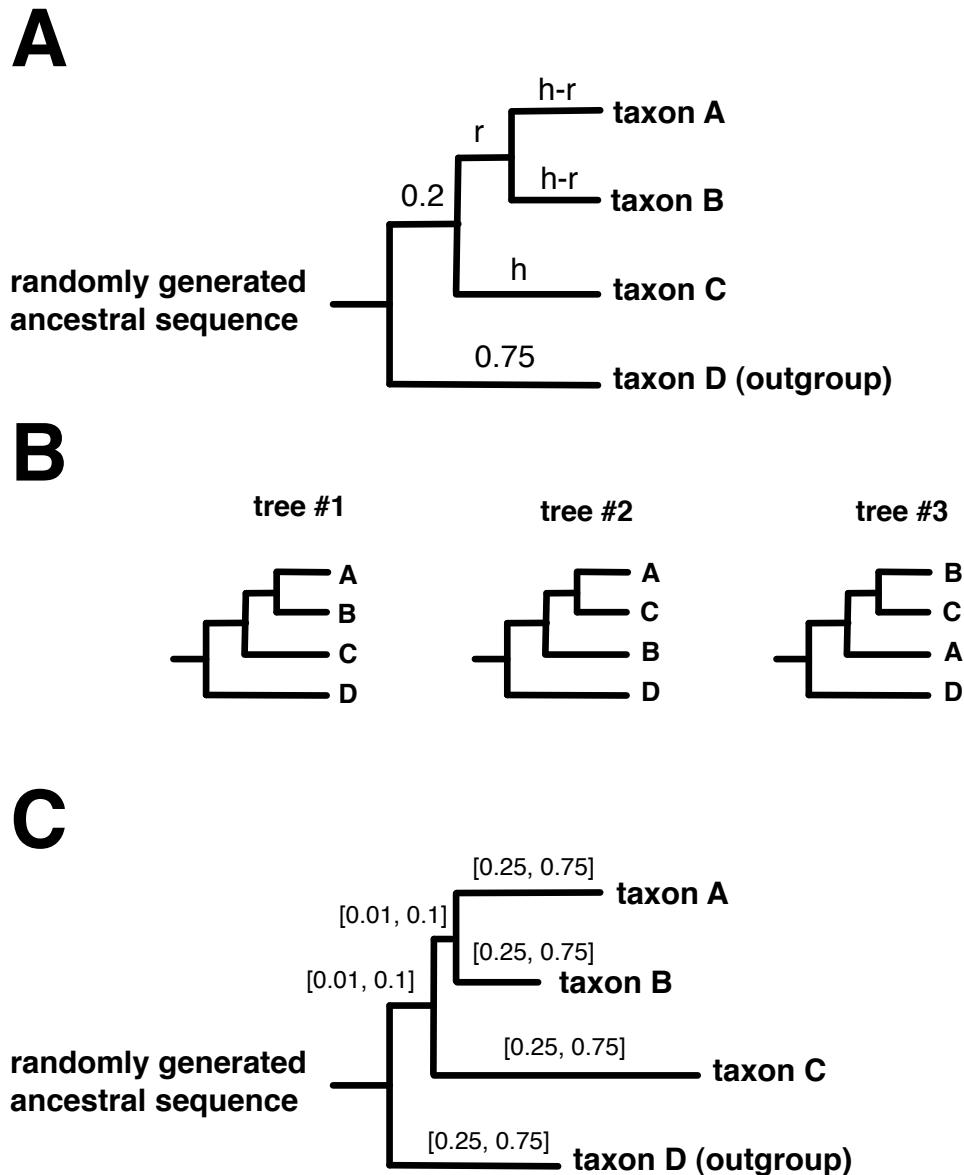 A
h-r
taxon A
r
h-r
0.2
taxon B
h
randomly generated
ancestral sequence
taxon C
0.75
taxon D (outgroup)
B
tree #1
tree #2
tree #3
A
B
C
D
A
C
B
D
B
C
A
D
C
[0.25, 0.75]
taxon A
[0.01, 0.1]
[0.25, 0.75]
taxon B
[0.01, 0.1]
[0.25, 0.75]
randomly generated
ancestral sequence
taxon C
[0.25, 0.75]
taxon D (outgroup)